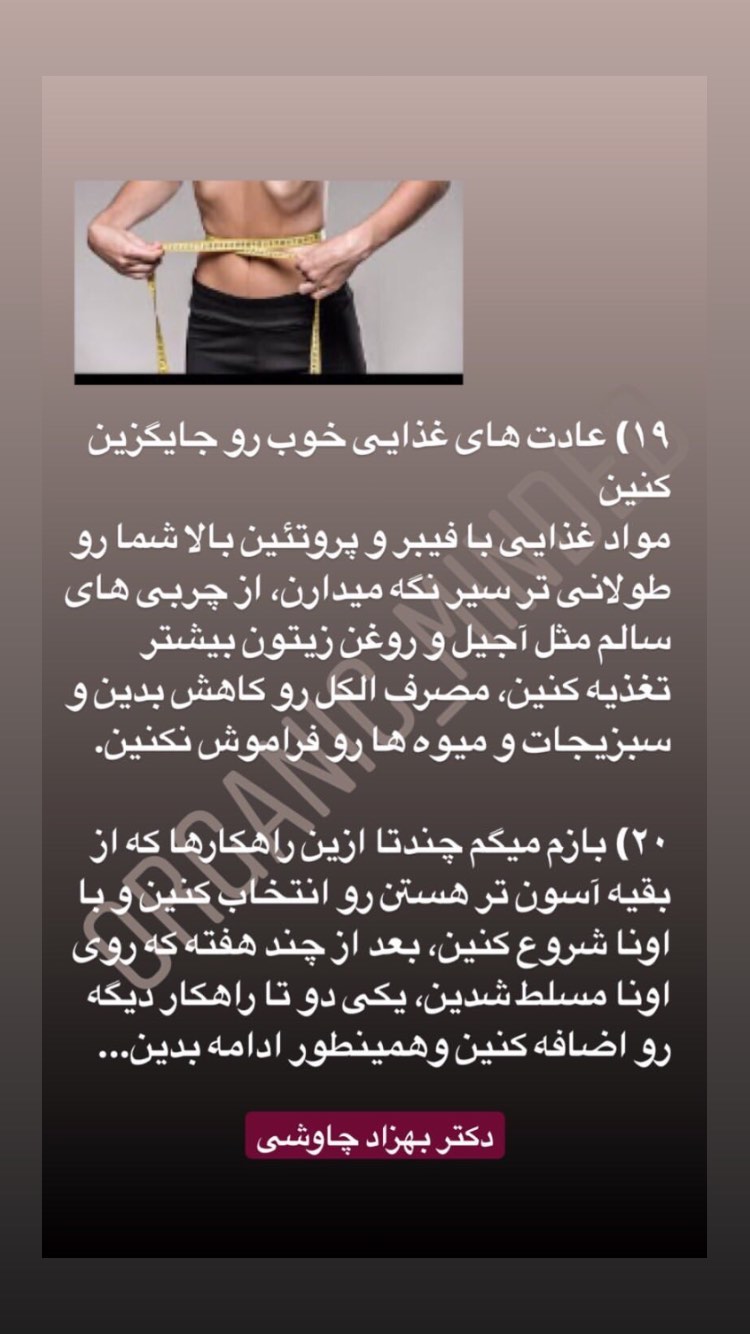 ۱۹) عادت های غذایی خوب رو جایگزین
کنین
مواد غذایی با فیبر و پروتئین بالا شما رو
طولانی تر سیر نگه میدارن، از چربی های
سالم مثل آجیل و روغن زیتون بیشتر
تغذیه کنین، مصرف الکل رو کاهش بدین و
سبزیجات و میوه ها رو فراموش نکنین.
۲۰) بازم میگم چندتا ازین راهکارها که از
بقیه آسون تر هستن رو انتخاب کنین و با
اونا شروع کنین، بعد از چند هفته که روی
اونا مسلط شدین، یکی دو تا راهکار دیگه
رو اضافه کنین وهمینطور ادامه بدین...
دکتر بهزاد چاوشی